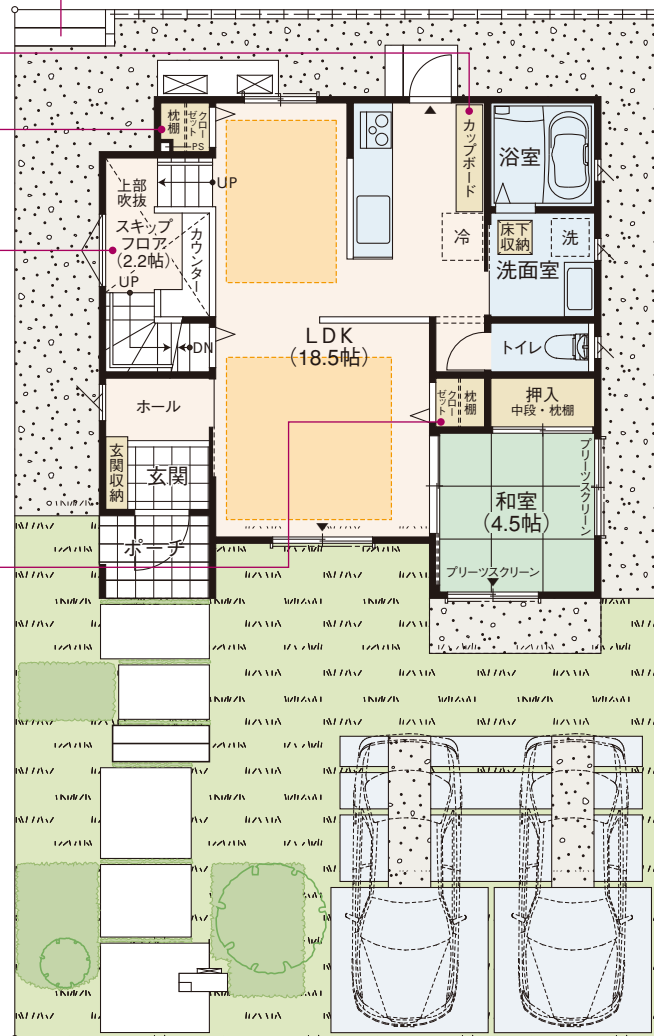 枕棚
クロー
ゼット
PS
カップボード
浴室
上部
吹抜
UP
スキップ
フロア
(2.2帖)
カウンター
UP
DN
冷
床下
収納
洗
洗面室
LDK
(18.5帖)
トイレ
ホール
クロー
ゼット
枕棚
押入
中段・枕棚
玄関収納
玄関
プリーツスクリーン
和室
(4.5帖)
ポーチ
プリーツスクリーン